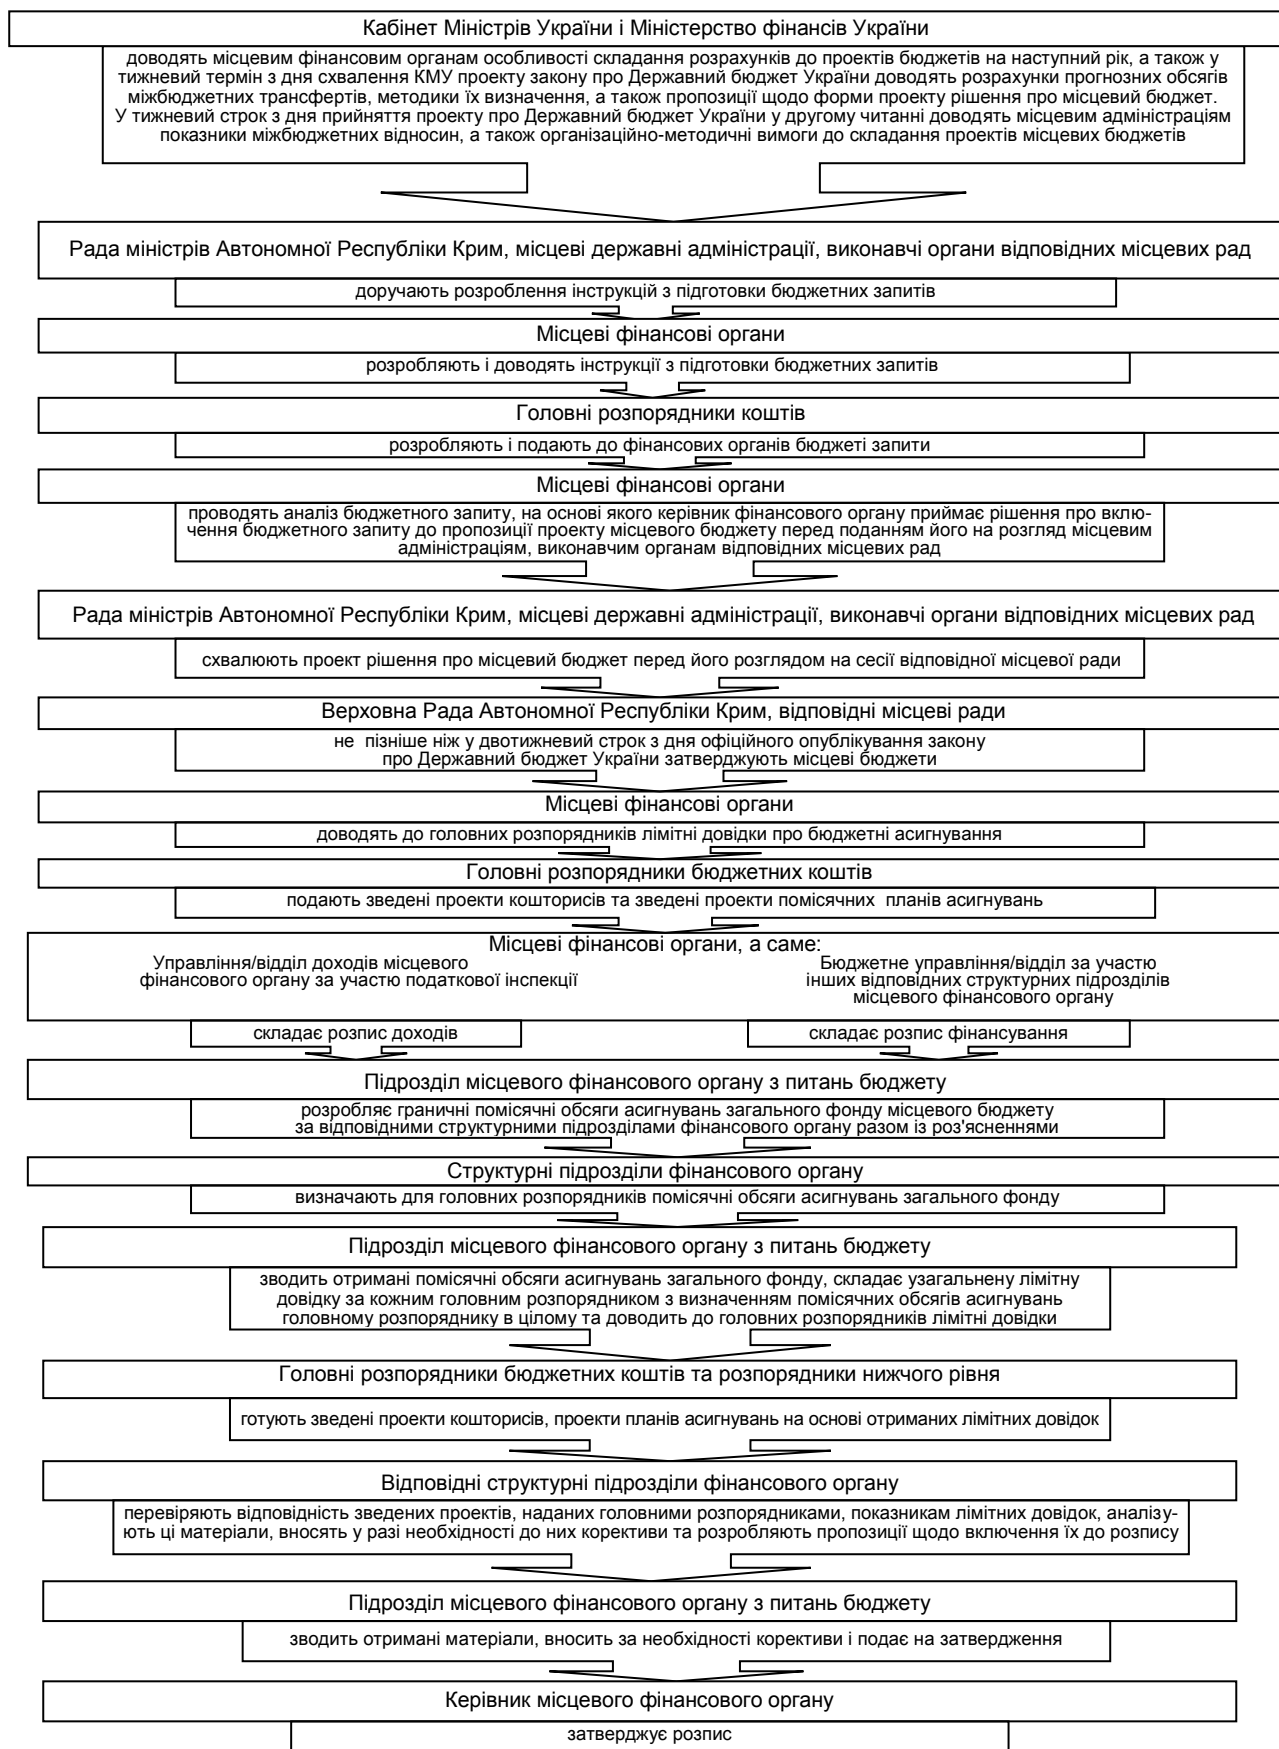 Кабінет Міністрів України і Міністерство фінансів України
доводять місцевим фінансовим органам особливості складання розрахунків до проектів бюджетів на наступний рік, а також у
тижневий термін з дня схвалення КМУ проекту закону про Державний бюджет України доводять розрахунки прогнозних обсягів
міжбюджетних трансфертів, методики їх визначення, а також пропозиції щодо форми проекту рішення про місцевий бюджет.
У тижневий строк з дня прийняття проекту про Державний бюджет України у другому читанні доводять місцевим адміністраціям
показники міжбюджетних відносин, а також організаційно-методичні вимоги до складання проектів місцевих бюджетів
Рада міністрів Автономної Республіки Крим, місцеві державні адміністрації, виконавчі органи відповідних місцевих рад
доручають розроблення інструкцій з підготовки бюджетних запитів
Місцеві фінансові органи
розробляють і доводять інструкції з підготовки бюджетних запитів
Головні розпорядники коштів
розробляють і подають до фінансових органів бюджеті запити
Місцеві фінансові органи
проводять аналіз бюджетного запиту, на основі якого керівник фінансового органу приймає рішення про вклю-
чення бюджетного запиту до пропозиції проекту місцевого бюджету перед поданням його на розгляд місцевим
адміністраціям, виконавчим органам відповідних місцевих рад
Рада міністрів Автономної Республіки Крим, місцеві державні адміністрації, виконавчі органи відповідних місцевих рад
схвалюють проект рішення про місцевий бюджет перед його розглядом на сесії відповідної місцевої ради
Верховна Рада Автономної Республіки Крим, відповідні місцеві ради
не пізніше ніж у двотижневий строк з дня офіційного опублікування закону
про Державний бюджет України затверджують місцеві бюджети
Місцеві фінансові органи
доводять до головних розпорядників лімітні довідки про бюджетні асигнування
Головні розпорядники бюджетних коштів
подають зведені проекти кошторисів та зведені проекти помісячних планів асигнувань
Місцеві фінансові органи, а саме:
Управління/відділ доходів місцевого
фінансового органу за участю податкової інспекції
Бюджетне управління/відділ за участю
інших відповідних структурних підрозділів
місцевого фінансового органу
складає розпис доходів
складає розпис фінансування
Підрозділ місцевого фінансового органу з питань бюджету
розробляє граничні помісячні обсяги асигнувань загального фонду місцевого бюджету
за відповідними структурними підрозділами фінансового органу разом із роз'ясненнями
Структурні підрозділи фінансового органу
визначають для головних розпорядників помісячні обсяги асигнувань загального фонду
Підрозділ місцевого фінансового органу з питань бюджету
зводить отримані помісячні обсяги асигнувань загального фонду, складає узагальнену лімітну
довідку за кожним головним розпорядником з визначенням помісячних обсягів асигнувань
головному розпоряднику в цілому та доводить до головних розпорядників лімітні довідки
Головні розпорядники бюджетних коштів та розпорядники нижчого рівня
готують зведені проекти кошторисів, проекти планів асигнувань на основі отриманих лімітних довідок
Відповідні структурні підрозділи фінансового органу
перевіряють відповідність зведених проектів, наданих головними розпорядниками, показникам лімітних довідок, аналізу-
ють ці матеріали, вносять у разі необхідності до них корективи та розробляють пропозиції щодо включення їх до розпису
Підрозділ місцевого фінансового органу з питань бюджету
зводить отримані матеріали, вносить за необхідності корективи і подає на затвердження
Керівник місцевого фінансового органу
затверджує розпис